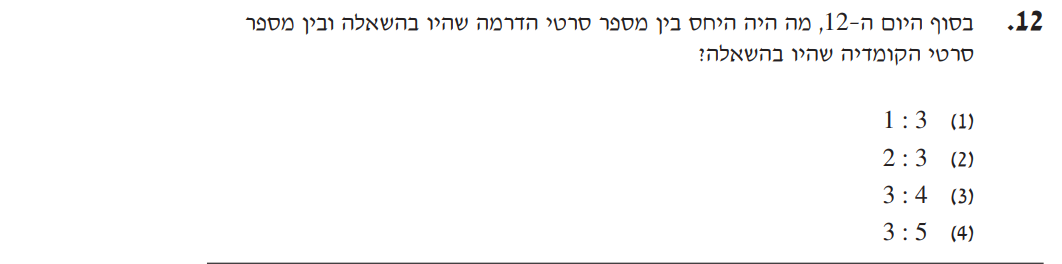 12. בסוף היום ה-12, מה היה היחס בין מספר סרטי הדרמה שהיו בהשאלה ובין מספר
סרטי הקומדיה שהיו בהשאלה?
(1) 1 : 3
(2) 2 : 3
(3) 3 : 4
(4) 3 : 5